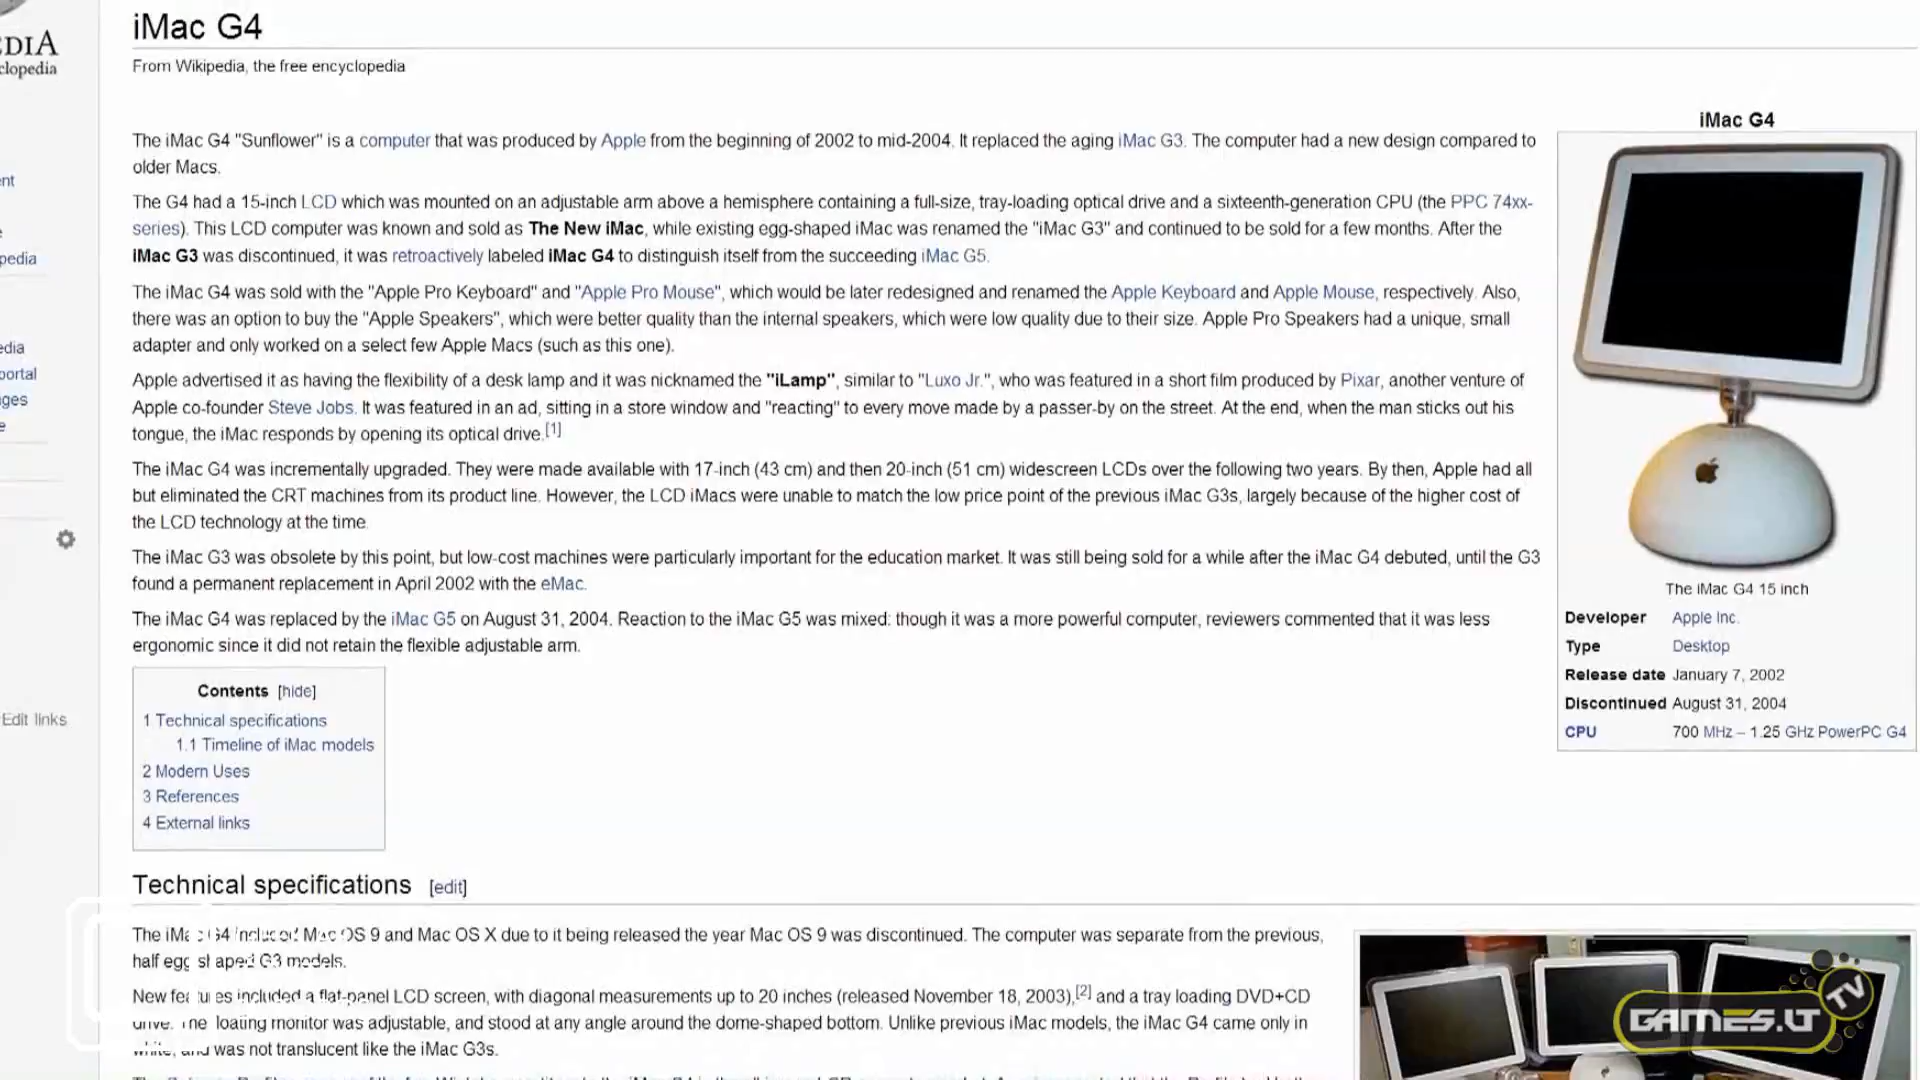 iMac G4
From Wikipedia, the free encyclopedia
The iMac G4 "Sunflower" is a computer that was produced by Apple from the beginning of 2002 to mid-2004. It replaced the aging iMac G3. The computer had a new design compared to
older Macs.
The G4 had a 15-inch LCD which was mounted on an adjustable arm above a hemisphere containing a full-size, tray-loading optical drive and a sixteenth-generation CPU (the PPC 74xx-
series). This LCD computer was known and sold as The New iMac, while existing egg-shaped iMac was renamed the "iMac G3" and continued to be sold for a few months. After the
iMac G3 was discontinued, it was retroactively labeled iMac G4 to distinguish itself from the succeeding iMac G5.
The iMac G4 was sold with the "Apple Pro Keyboard" and "Apple Pro Mouse", which would be later redesigned and renamed the Apple Keyboard and Apple Mouse, respectively. Also,
there was an option to buy the "Apple Speakers", which were better quality than the internal speakers, which were low quality due to their size. Apple Pro Speakers had a unique, small
adapter and only worked on a select few Apple Macs (such as this one).
Apple advertised it as having the flexibility of a desk lamp and it was nicknamed the "iLamp", similar to "Luxo Jr.", who was featured in a short film produced by Pixar, another venture of
Apple co-founder Steve Jobs. It was featured in an ad, sitting in a store window and "reacting" to every move made by a passer-by on the street. At the end, when the man sticks out his
tongue, the iMac responds by opening its optical drive.[1]
The iMac G4 was incrementally upgraded. They were made available with 17-inch (43 cm) and then 20-inch (51 cm) widescreen LCDs over the following two years. By then, Apple had all
but eliminated the CRT machines from its product line. However, the LCD iMacs were unable to match the low price point of the previous iMac G3s, largely because of the higher cost of
the LCD technology at the time.
The iMac G3 was obsolete by this point, but low-cost machines were particularly important for the education market. It was still being sold for a while after the iMac G4 debuted, until the G3
found a permanent replacement in April 2002 with the eMac.
The iMac G4 was replaced by the iMac G5 on August 31, 2004. Reaction to the iMac G5 was mixed: though it was a more powerful computer, reviewers commented that it was less
ergonomic since it did not retain the flexible adjustable arm.
Contents [hide]
1 Technical specifications
1.1 Timeline of iMac models
2 Modern Uses
3 References
4 External links
Technical specifications [edit]
The iMac G4 included Mac OS 9 and Mac OS X due to it being released the year Mac OS 9 was discontinued. The computer was separate from the previous,
half egg shaped G3 models.
New features included a flat-panel LCD screen, with diagonal measurements up to 20 inches (released November 18, 2003),[2] and a tray loading DVD+CD
drive. The floating monitor was adjustable, and stood at any angle around the dome-shaped bottom. Unlike previous iMac models, the iMac G4 came only in
white, and was not translucent like the iMac G3s.
iMac G4
The iMac G4 15 inch
Developer Apple Inc.
Type Desktop
Release date January 7, 2002
Discontinued August 31, 2004
CPU 700 MHz – 1.25 GHz PowerPC G4
EDIA
clopedia
nt
e
pedia
edia
portal
ges
e
Edit links
GAMES.LT
TV